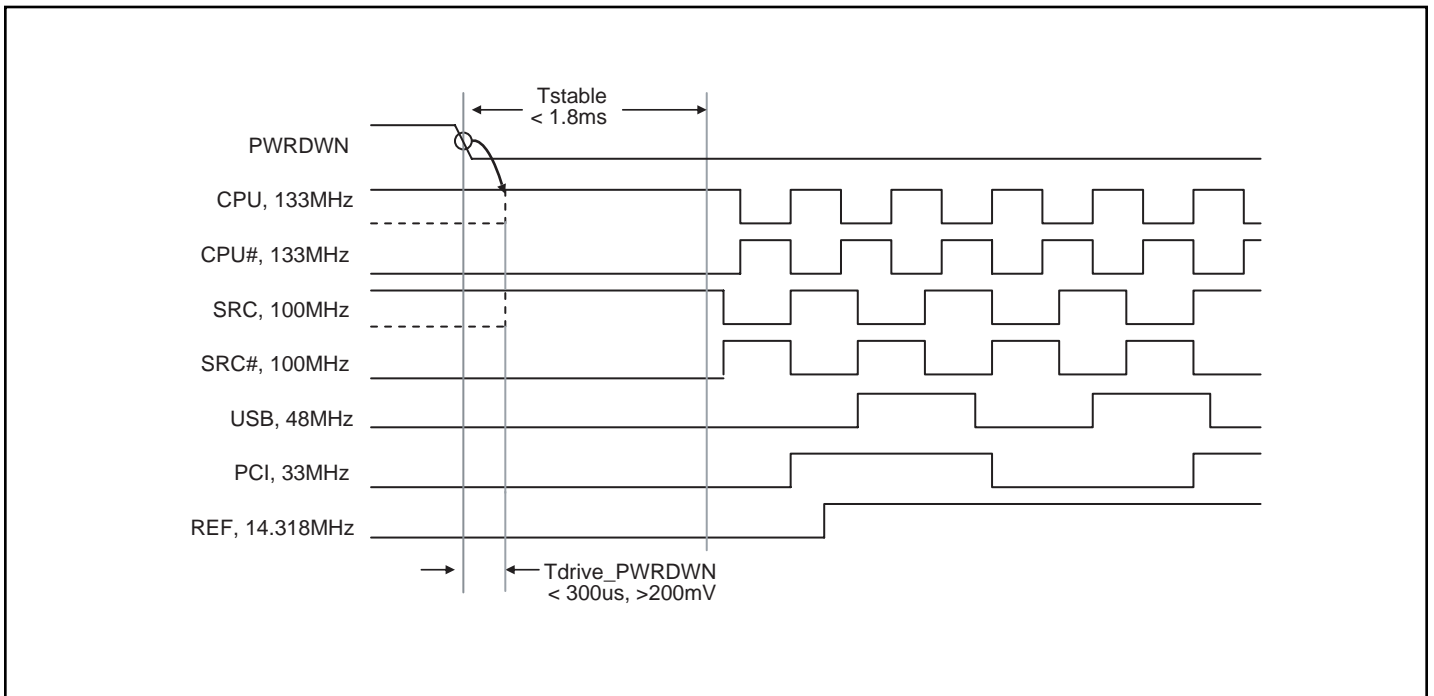 Tstable
< 1.8ms
PWRDWN
CPU, 133MHz
CPU#, 133MHz
SRC, 100MHz
SRC#, 100MHz
USB, 48MHz
PCI, 33MHz
REF, 14.318MHz
Tdrive_PWRDWN
< 300us, >200mV